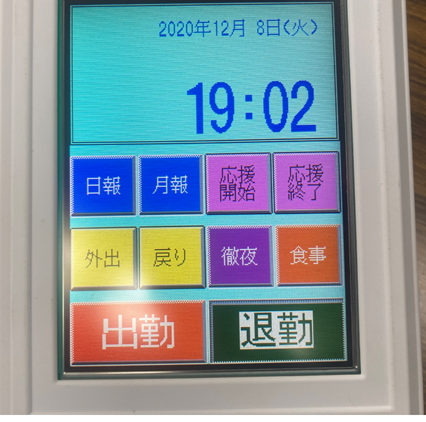 2020年12月 8日(火)
19:02
日報 月報 応援開始 応援終了
外出 戻り 徹夜 食事
出勤 退勤